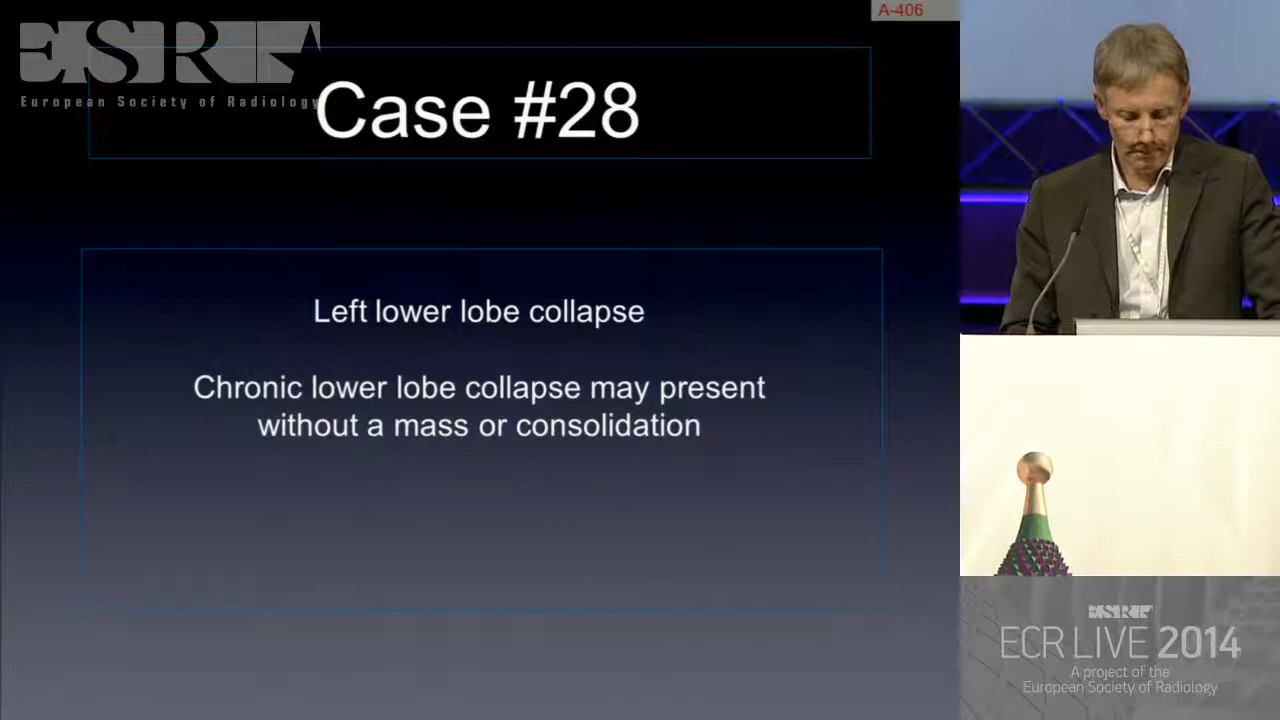 A-406
ESR
European Society of Radiology
Case #28
Left lower lobe collapse
Chronic lower lobe collapse may present
without a mass or consolidation
ESR
ECR LIVE 2014
A project of the
European Society of Radiology